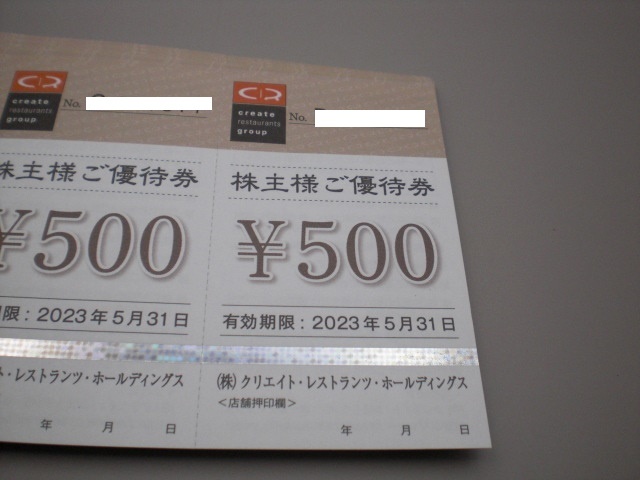 create
restaurants
group
No.
株主様ご優待券
¥500
限：2023年5月31日
ト・レストランツ・ホールディングス
年　月　日
create
restaurants
group
No.
株主様ご優待券
¥500
有効期限：2023年5月31日
㈱クリエイト・レストランツ・ホールディングス
＜店舗押印欄＞
年　月　日